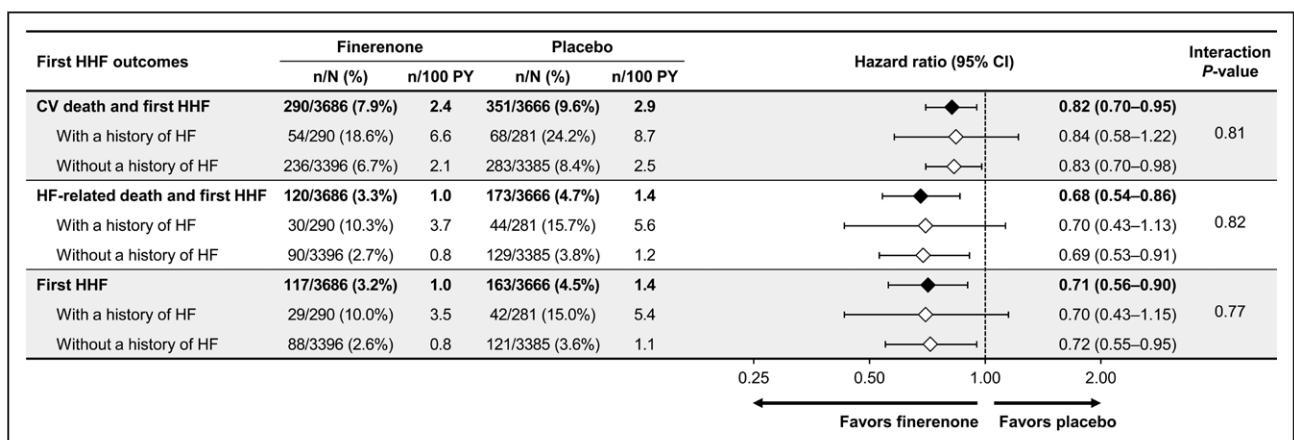 Finerenone Placebo
First HHF outcomes n/N (%) n/100 PY n/N (%) n/100 PY Hazard ratio (95% CI) Interaction P-value
CV death and first HHF 290/3686 (7.9%) 2.4 351/3666 (9.6%) 2.9 0.82 (0.70–0.95)
With a history of HF 54/290 (18.6%) 6.6 68/281 (24.2%) 8.7 0.84 (0.58–1.22) 0.81
Without a history of HF 236/3396 (6.7%) 2.1 283/3385 (8.4%) 2.5 0.83 (0.70–0.98)
HF-related death and first HHF 120/3686 (3.3%) 1.0 173/3666 (4.7%) 1.4 0.68 (0.54–0.86)
With a history of HF 30/290 (10.3%) 3.7 44/281 (15.7%) 5.6 0.70 (0.43–1.13) 0.82
Without a history of HF 90/3396 (2.7%) 0.8 129/3385 (3.8%) 1.2 0.69 (0.53–0.91)
First HHF 117/3686 (3.2%) 1.0 163/3666 (4.5%) 1.4 0.71 (0.56–0.90)
With a history of HF 29/290 (10.0%) 3.5 42/281 (15.0%) 5.4 0.70 (0.43–1.15) 0.77
Without a history of HF 88/3396 (2.6%) 0.8 121/3385 (3.6%) 1.1 0.72 (0.55–0.95)
0.25 0.50 1.00 2.00
Favors finerenone Favors placebo